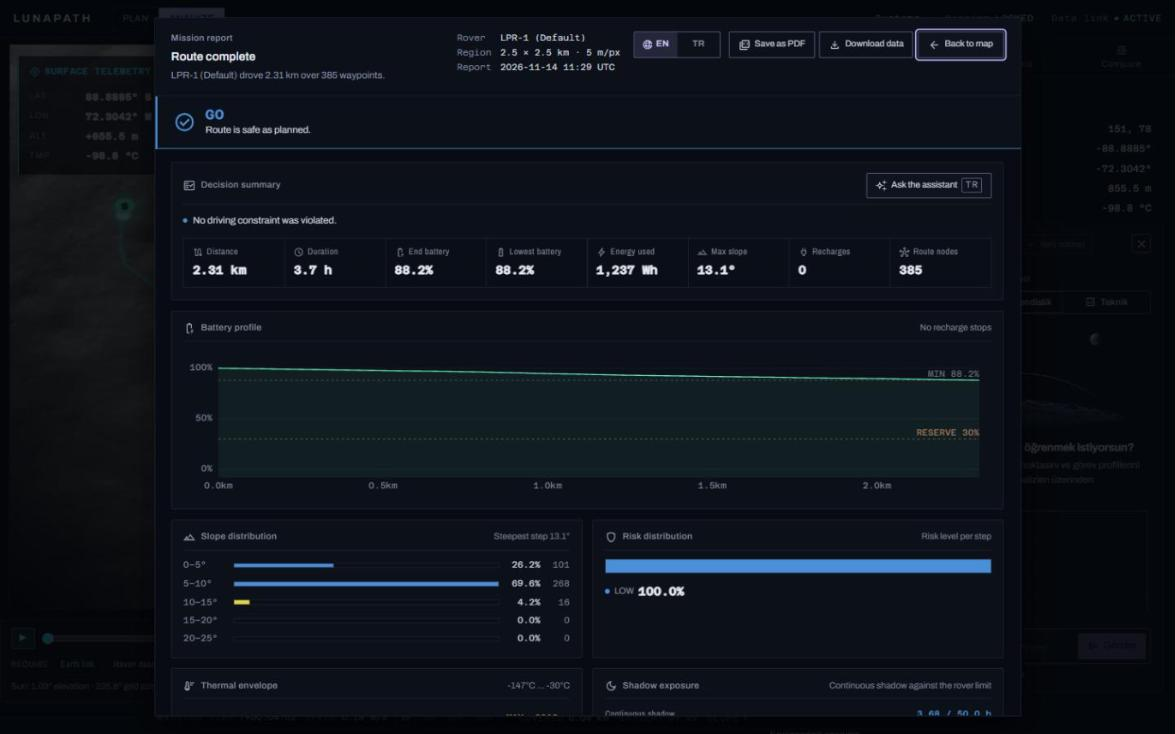 LUNAPATH
PLAN
Data link ● ACTIVE
SURFACE TELEMETRY
LAT 88.8885° S
LON 72.3042° W
ALT +855.5 m
TMP -98.8 °C
Mission report
Route complete
LPR-1 (Default) drove 2.31 km over 385 waypoints.
Rover LPR-1 (Default)
Region 2.5 × 2.5 km · 5 m/px
Report 2026-11-14 11:29 UTC
EN TR
Save as PDF
Download data
Back to map
Compare
151, 78
-88.8885°
-72.3042°
855.5 m
-98.8 °C
GO
Route is safe as planned.
Decision summary
Ask the assistant TR
No driving constraint was violated.
Distance
2.31 km
Duration
3.7 h
End battery
88.2%
Lowest battery
88.2%
Energy used
1,237 Wh
Max slope
13.1°
Recharges
0
Route nodes
385
Teknik
Battery profile
No recharge stops
100%
MIN 88.2%
50%
RESERVE 30%
0%
0.0km 0.5km 1.0km 1.5km 2.0km
öğrenmek istiyorsun?
Slope distribution
Steepest step 13.1°
0–5° 26.2% 101
5–10° 69.6% 268
10–15° 4.2% 16
15–20° 0.0% 0
20–25° 0.0% 0
Risk distribution
Risk level per step
LOW 100.0%
Gönder
Earth link
Thermal envelope
-147°C ... -30°C
Shadow exposure
Continuous shadow against the rover limit
Continuous shadow
3.68 / 50.0 h